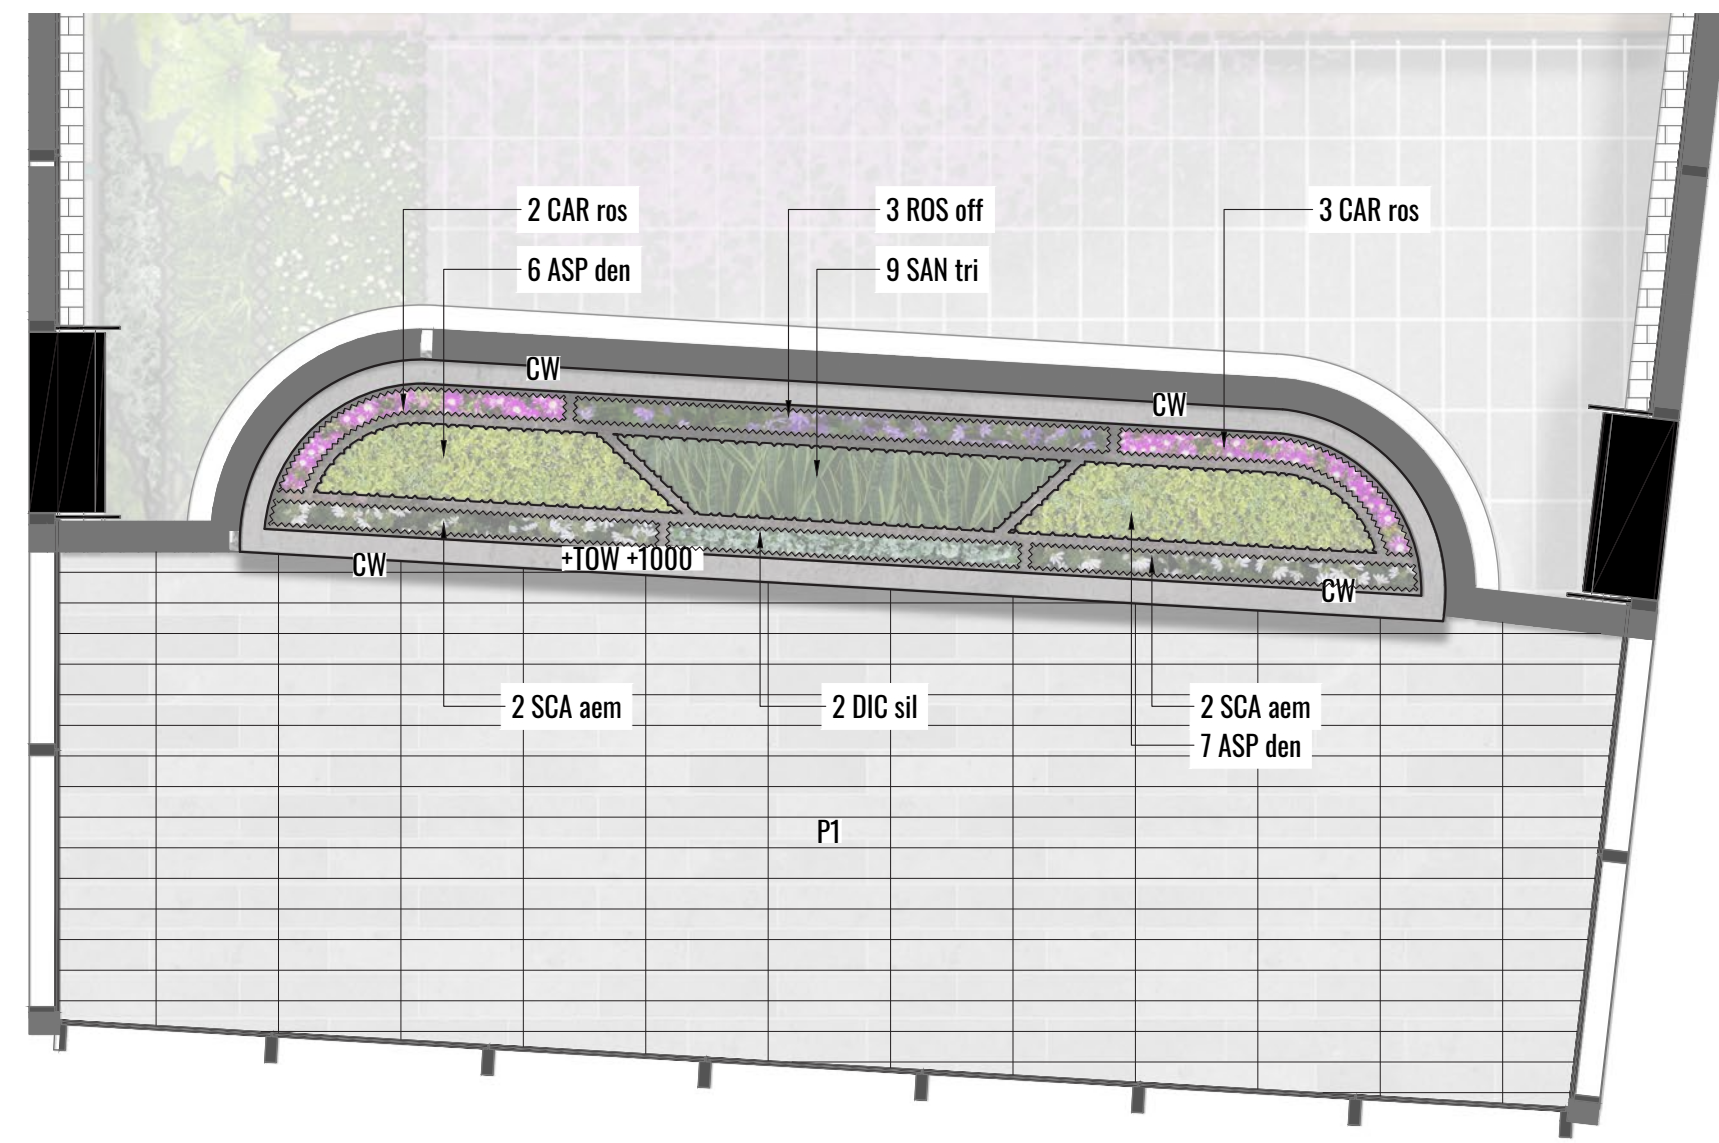 2 CAR ros
3 ROS off
3 CAR ros
6 ASP den
9 SAN tri
CW
CW
+TOW +1000
CW
CW
2 SCA aem
2 DIC sil
2 SCA aem
7 ASP den
P1